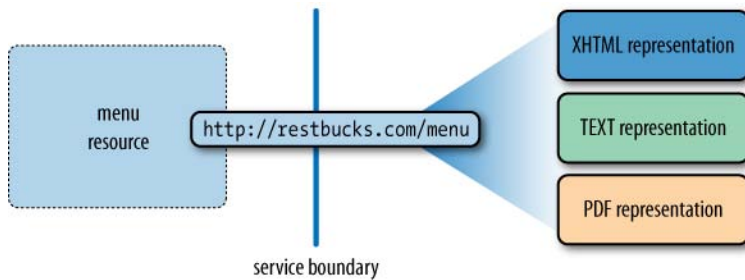 menu
resource
http://restbucks.com/menu
service boundary
XHTML representation
TEXT representation
PDF representation